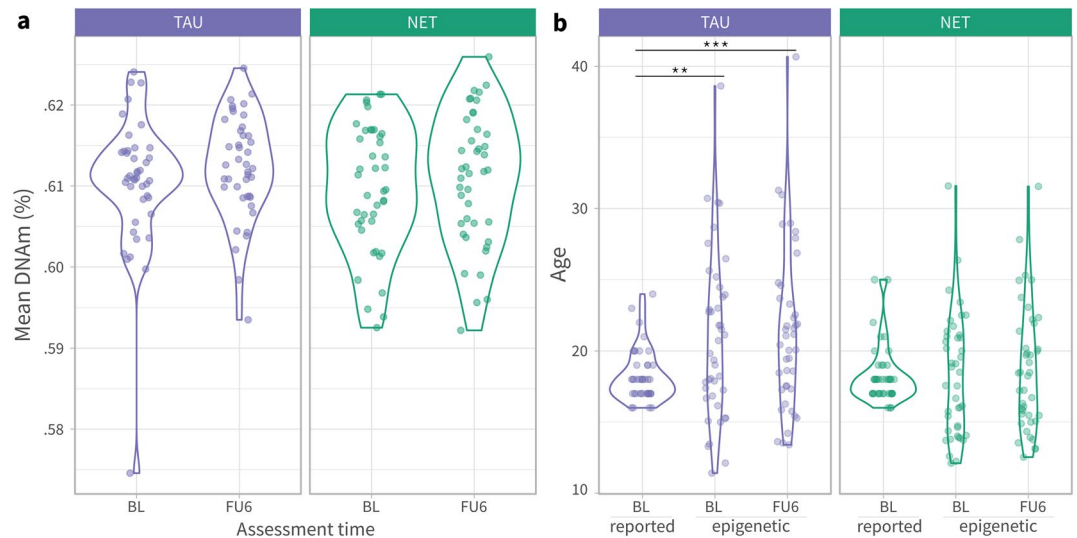 a
TAU
NET
Mean DNAm (%)
.62
.61
.60
.59
.58
BL
FU6
BL
FU6
Assessment time
b
TAU
NET
Age
40
30
20
10
***
**
BL
reported
BL
FU6
epigenetic
BL
reported
BL
FU6
epigenetic